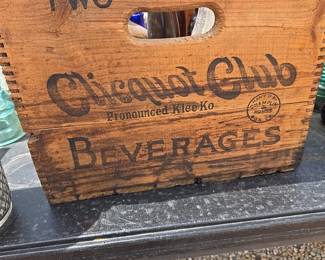 TWO
Clicquot Club
Pronounced Klee-Ko
BEVERAGES